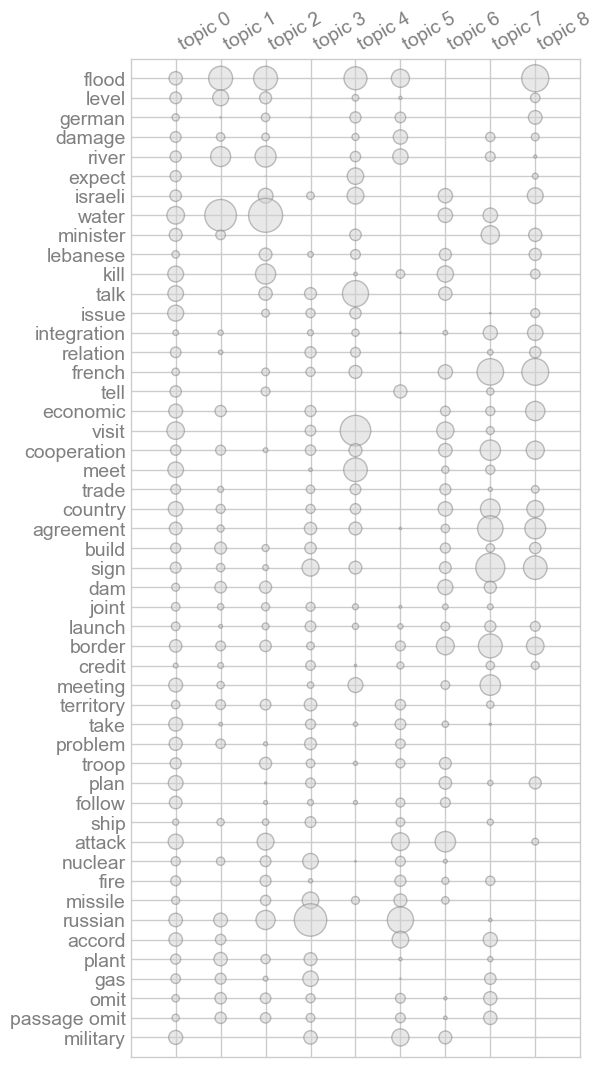 topic 0 topic 1 topic 2 topic 3 topic 4 topic 5 topic 6 topic 7 topic 8
flood
level
german
damage
river
expect
israeli
water
minister
lebanese
kill
talk
issue
integration
relation
french
tell
economic
visit
cooperation
meet
trade
country
agreement
build
sign
dam
joint
launch
border
credit
meeting
territory
take
problem
troop
plan
follow
ship
attack
nuclear
fire
missile
russian
accord
plant
gas
omit
passage omit
military